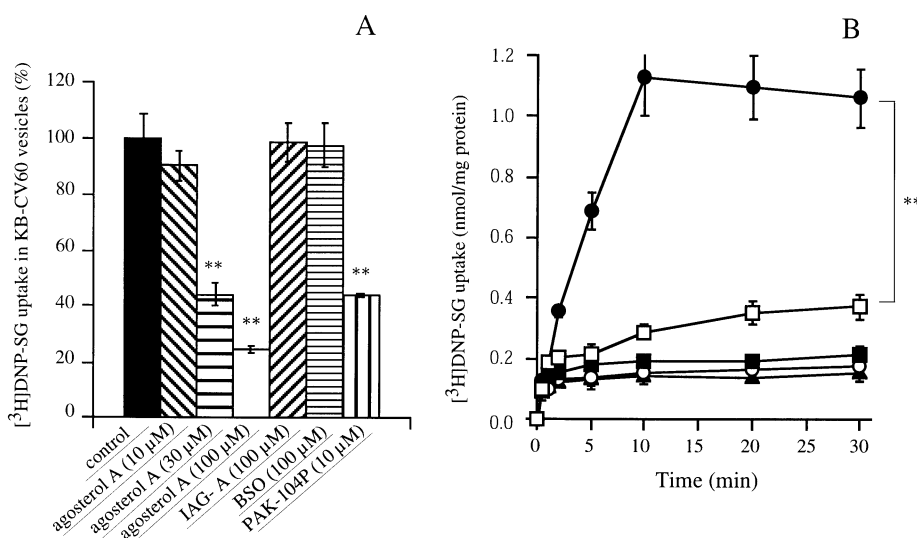 A
[³H]DNP-SG uptake in KB-CV60 vesicles (%)
120
100
80
60
40
20
0
**
**
**
control
agosterol A (10 µM)
agosterol A (30 µM)
agosterol A (100 µM)
IAG- A (100 µM)
BSO (100 µM)
PAK-104P (10 µM)
B
[³H]DNP-SG uptake (nmol/mg protein)
1.2
1.0
0.8
0.6
0.4
0.2
0.0
**
0
5
10
20
30
Time (min)